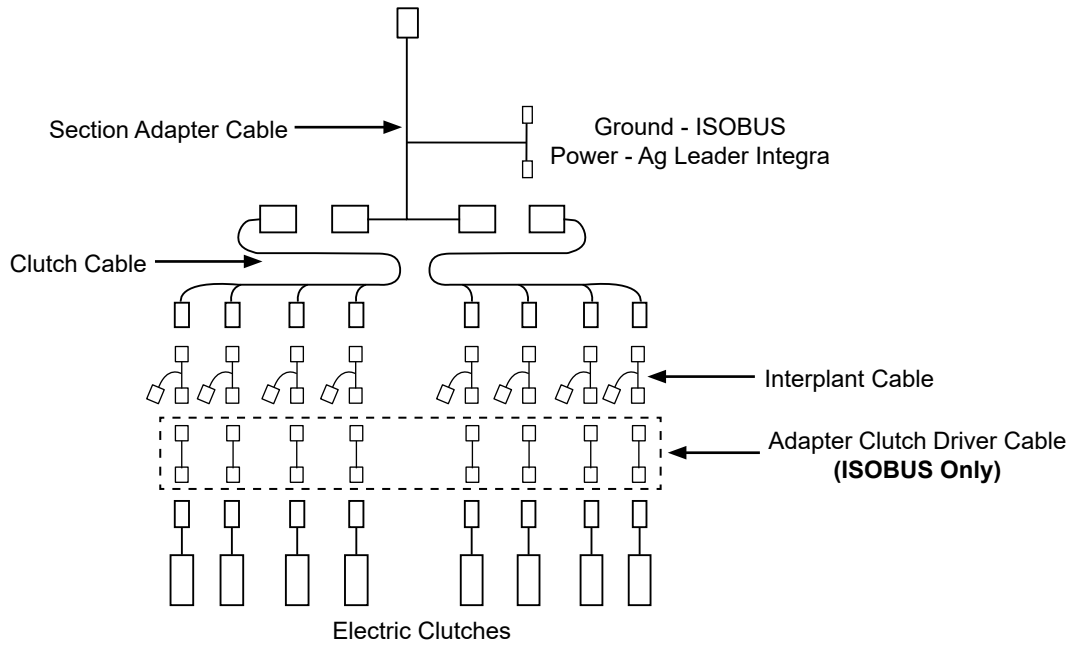 Section Adapter Cable
Ground - ISOBUS
Power - Ag Leader Integra
Clutch Cable
Interplant Cable
Adapter Clutch Driver Cable
(ISOBUS Only)
Electric Clutches